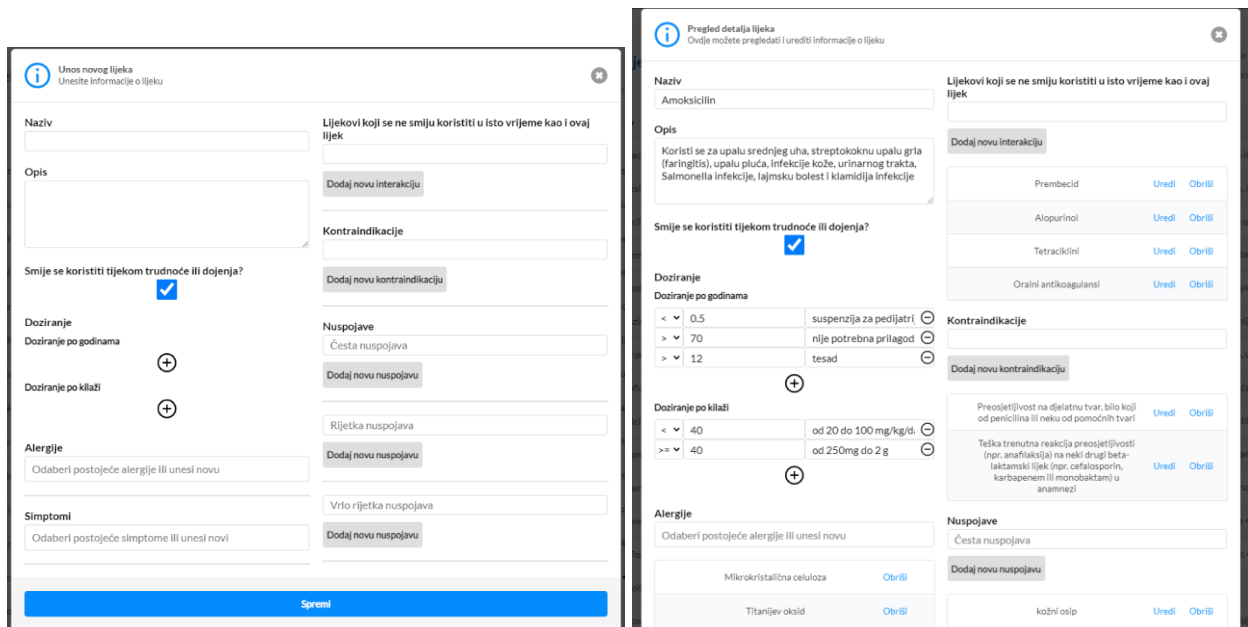 Unos novog lijeka
Unesite informacije o lijeku
Naziv
Opis
Smije se koristiti tijekom trudnoće ili dojenja?
Doziranje
Doziranje po godinama
Doziranje po kilaži
Alergije
Odaberi postojeće alergije ili unesi novu
Simptomi
Odaberi postojeće simptome ili unesi novi
Lijekovi koji se ne smiju koristiti u isto vrijeme kao i ovaj
lijek
Dodaj novu interakciju
Kontraindikacije
Dodaj novu kontraindikaciju
Nuspojave
Česta nuspojava
Dodaj novu nuspojavu
Rijetka nuspojava
Dodaj novu nuspojavu
Vrlo rijetka nuspojava
Dodaj novu nuspojavu
Spremi
Pregled detalja lijeka
Ovdje možete pregledati i urediti informacije o lijeku
Naziv
Amoksicilin
Opis
Koristi se za upalu srednjeg uha, streptokoknu upalu grla
(faringitis), upalu pluća, infekcije kože, urinarnog trakta,
Salmonella infekcije, lajmsku bolest i klamidija infekcije
Smije se koristiti tijekom trudnoće ili dojenja?
Doziranje
Doziranje po godinama
< 0.5 suspenzija za pedijatrij
> 70 nije potrebna prilagod
> 12 tesad
Doziranje po kilaži
< 40 od 20 do 100 mg/kg/d
>= 40 od 250mg do 2 g
Alergije
Odaberi postojeće alergije ili unesi novu
Mikrokristalična celuloza Obriši
Titanijev oksid Obriši
Lijekovi koji se ne smiju koristiti u isto vrijeme kao i ovaj
lijek
Dodaj novu interakciju
Prembecid Uredi Obriši
Alopurinol Uredi Obriši
Tetraciklini Uredi Obriši
Oralni antikoagulansi Uredi Obriši
Kontraindikacije
Dodaj novu kontraindikaciju
Preosjetljivost na djelatnu tvar, bilo koji
od penicilina ili neku od pomoćnih tvari Uredi Obriši
Teška trenutna reakcija preosjetljivosti
(npr. anafilaksija) na neki drugi beta-
laktamski lijek (npr. cefalosporin, Uredi Obriši
karbapenem ili monobaktam) u
anamnezi
Nuspojave
Česta nuspojava
Dodaj novu nuspojavu
kožni osip Uredi Obriši